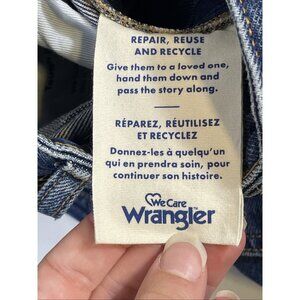 REPAIR, REUSE
AND RECYCLE
Give them to a loved one,
hand them down and
pass the story along.
RÉPAREZ, RÉUTILISEZ
ET RECYCLEZ
Donnez-les à quelqu'un
qui en prendra soin, pour
continuer son histoire.
We Care
Wrangler